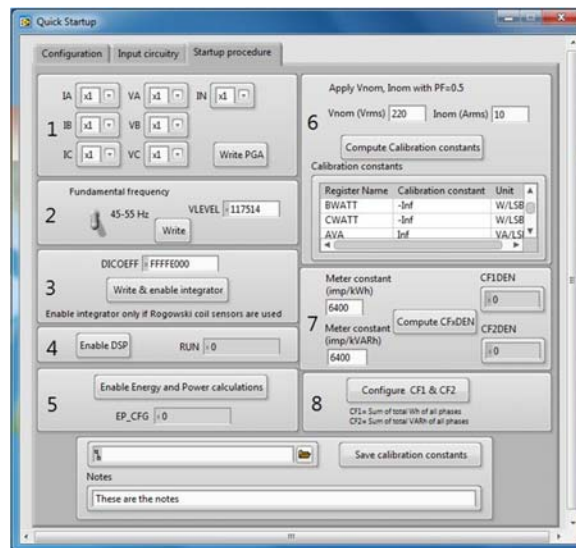 Quick Startup
Configuration Input circuitry Startup procedure
1
IA x1 VA x1 IN x1
IB x1 VB x1
IC x1 VC x1 Write PGA
2
Fundamental frequency
45-55 Hz VLEVEL 117514
Write
3
DICOEFF FFFFE000
Write & enable integrator
Enable integrator only if Rogowski coil sensors are used
4 Enable DSP RUN 0
5
Enable Energy and Power calculations
EP_CFG 0
6
Apply Vnom, Inom with PF=0.5
Vnom (Vrms) 220 Inom (Arms) 10
Compute Calibration constants
Calibration constants
Register Name Calibration constant Unit
BWATT -Inf W/LSB
CWATT -Inf W/LSB
AVA Inf VA/LSB
7
Meter constant (imp/kWh)
6400
Meter constant (imp/kVARh)
6400
Compute CFxDEN
CF1DEN
0
CF2DEN
0
8
Configure CF1 & CF2
CF1= Sum of total Wh of all phases
CF2= Sum of total VARh of all phases
Save calibration constants
Notes
These are the notes